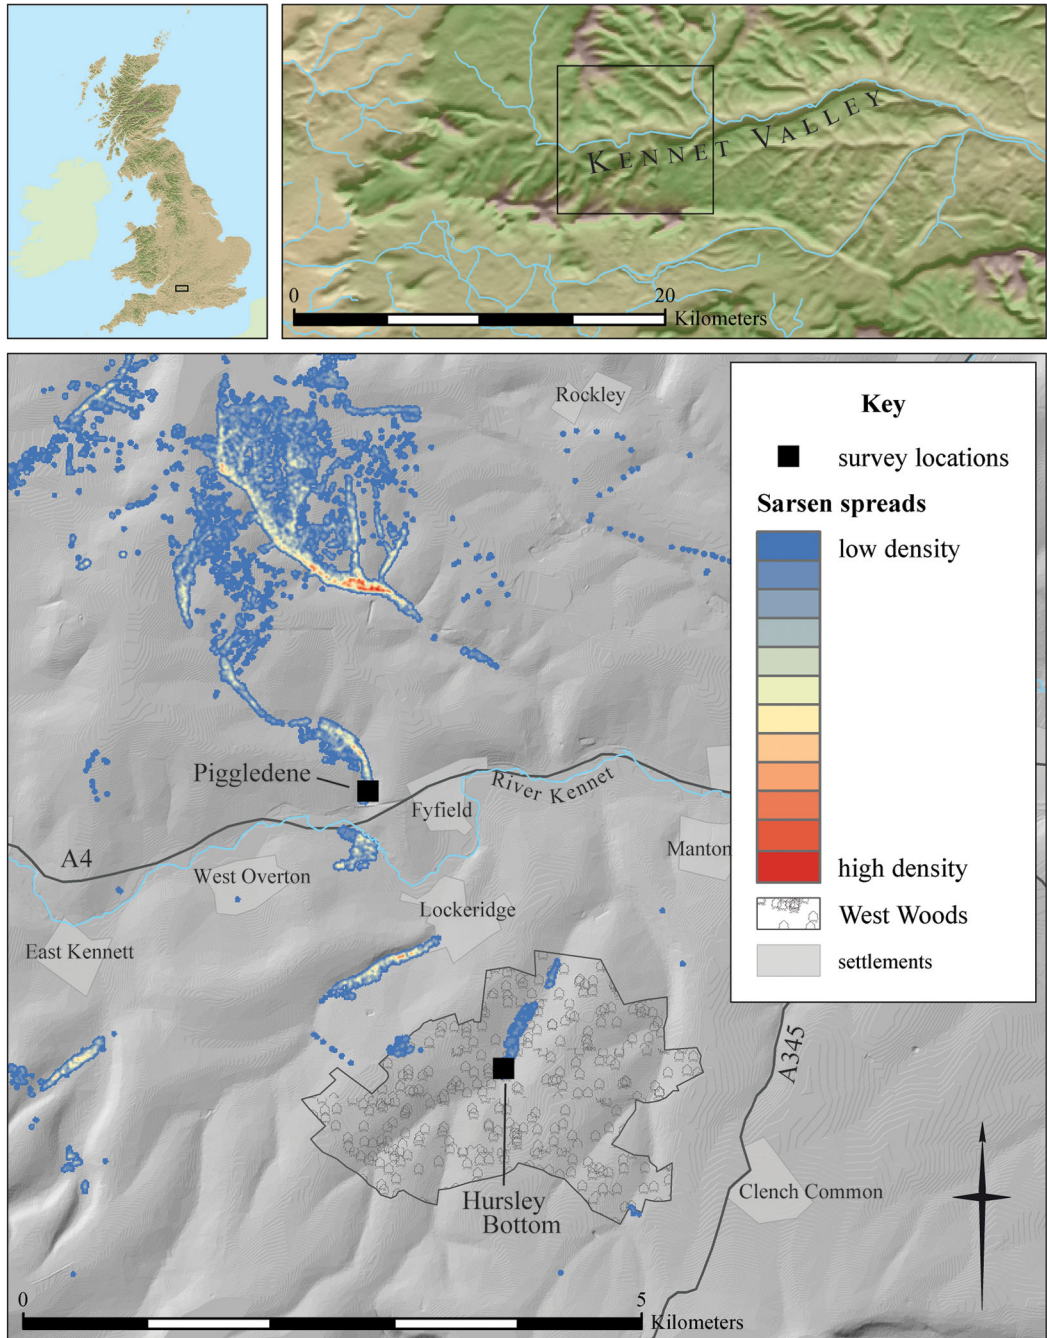 KENNET VALLEY
0
20
Kilometers
Rockley
Key
survey locations
Sarsen spreads
low density
high density
West Woods
settlements
Piggledene
River Kennet
Fyfield
A4
Manton
West Overton
Lockeridge
East Kennett
A345
Clench Common
Hursley
Bottom
0
5
Kilometers